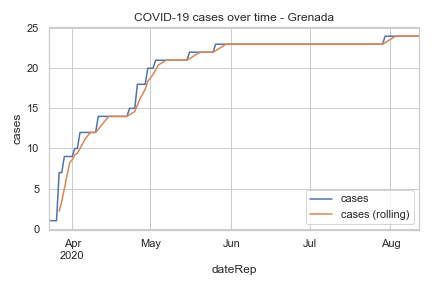 COVID-19 cases over time - Grenada
25
20
15
10
5
0
cases
cases
cases (rolling)
Apr
2020
May
Jun
Jul
Aug
dateRep